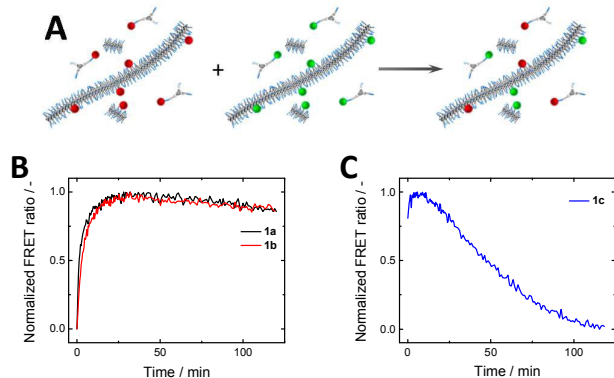 A
+
B
Normalized FRET ratio / -
1.0
0.5
0.0
1a
1b
0
50
100
Time / min
C
Normalized FRET ratio / -
1.0
0.5
0.0
1c
0
50
100
Time / min